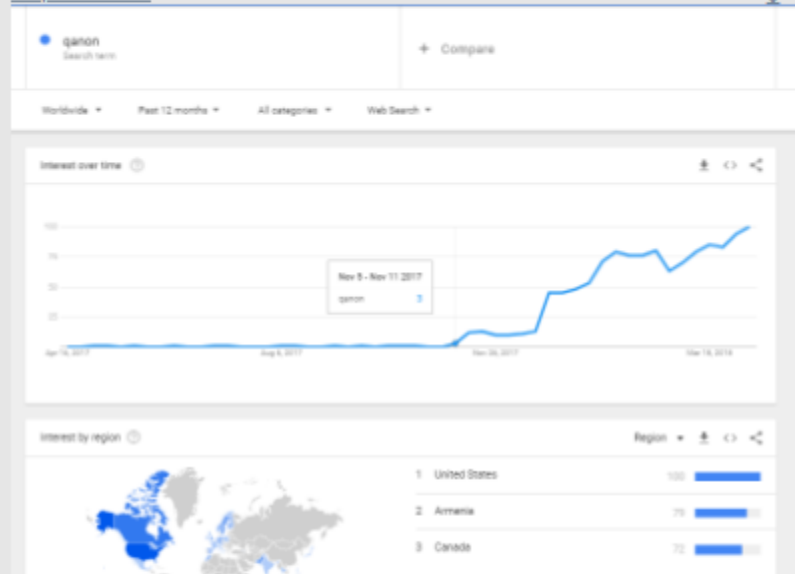 qanon
Search term
+ Compare
Worldwide
Past 12 months
All categories
Web Search
Interest over time
100
75
50
25
Nov 5 - Nov 11 2017
qanon 3
Apr 16, 2017
Aug 6, 2017
Nov 26, 2017
Mar 18, 2018
Interest by region
Region
1 United States 100
2 Armenia 79
3 Canada 72